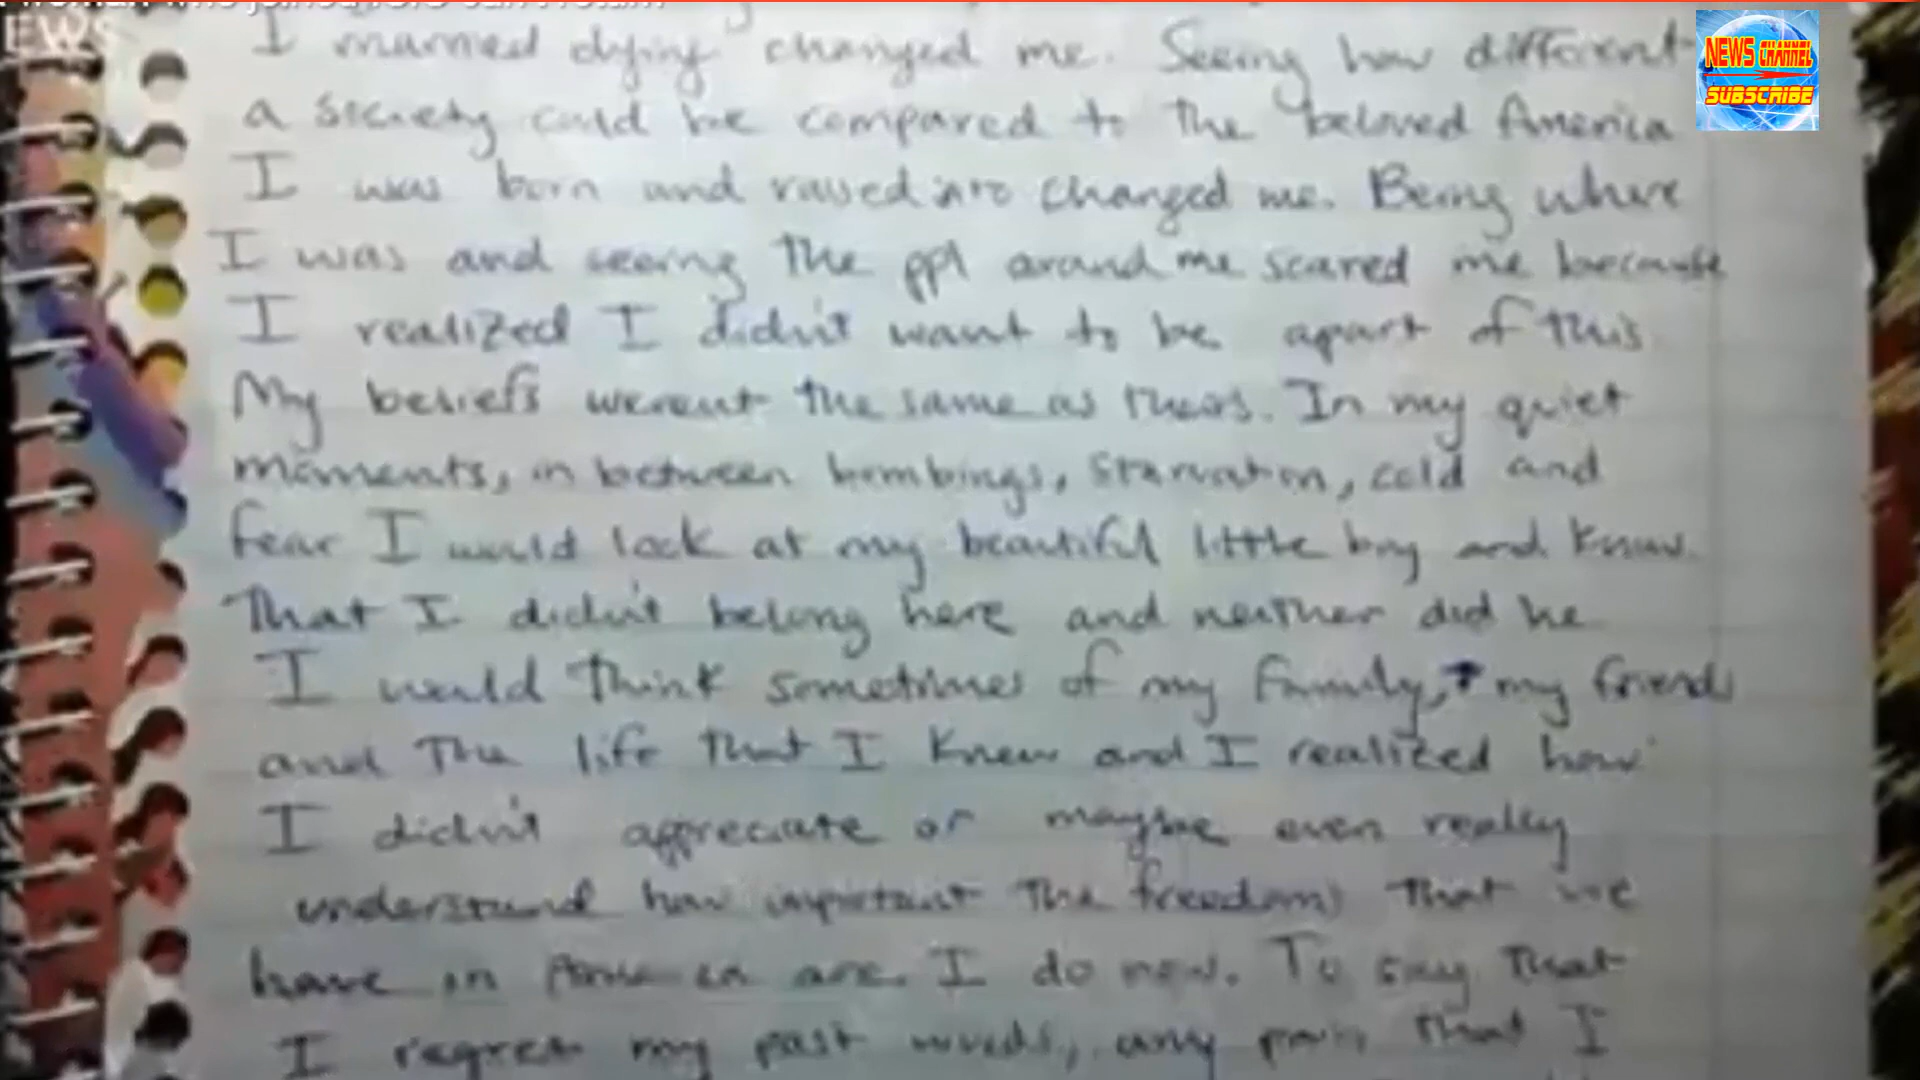 EWS
NEWS CHANNEL
SUBSCRIBE
I married dying changed me. Seeing how different
a society could be compared to the beloved America
I was born and raised into changed me. Being where
I was and seeing the ppl around me scared me because
I realized I didn't want to be apart of this.
My beliefs weren't the same as theirs. In my quiet
moments, in between bombings, starvation, cold and
fear I would look at my beautiful little boy and know
that I didn't belong here and neither did he
I would think sometimes of my family, + my friends
and the life that I knew and I realized how
I didn't appreciate or maybe even really
understand how important the freedoms that we
have in America are. I do now. To say that
I regret my past words, any pain that I